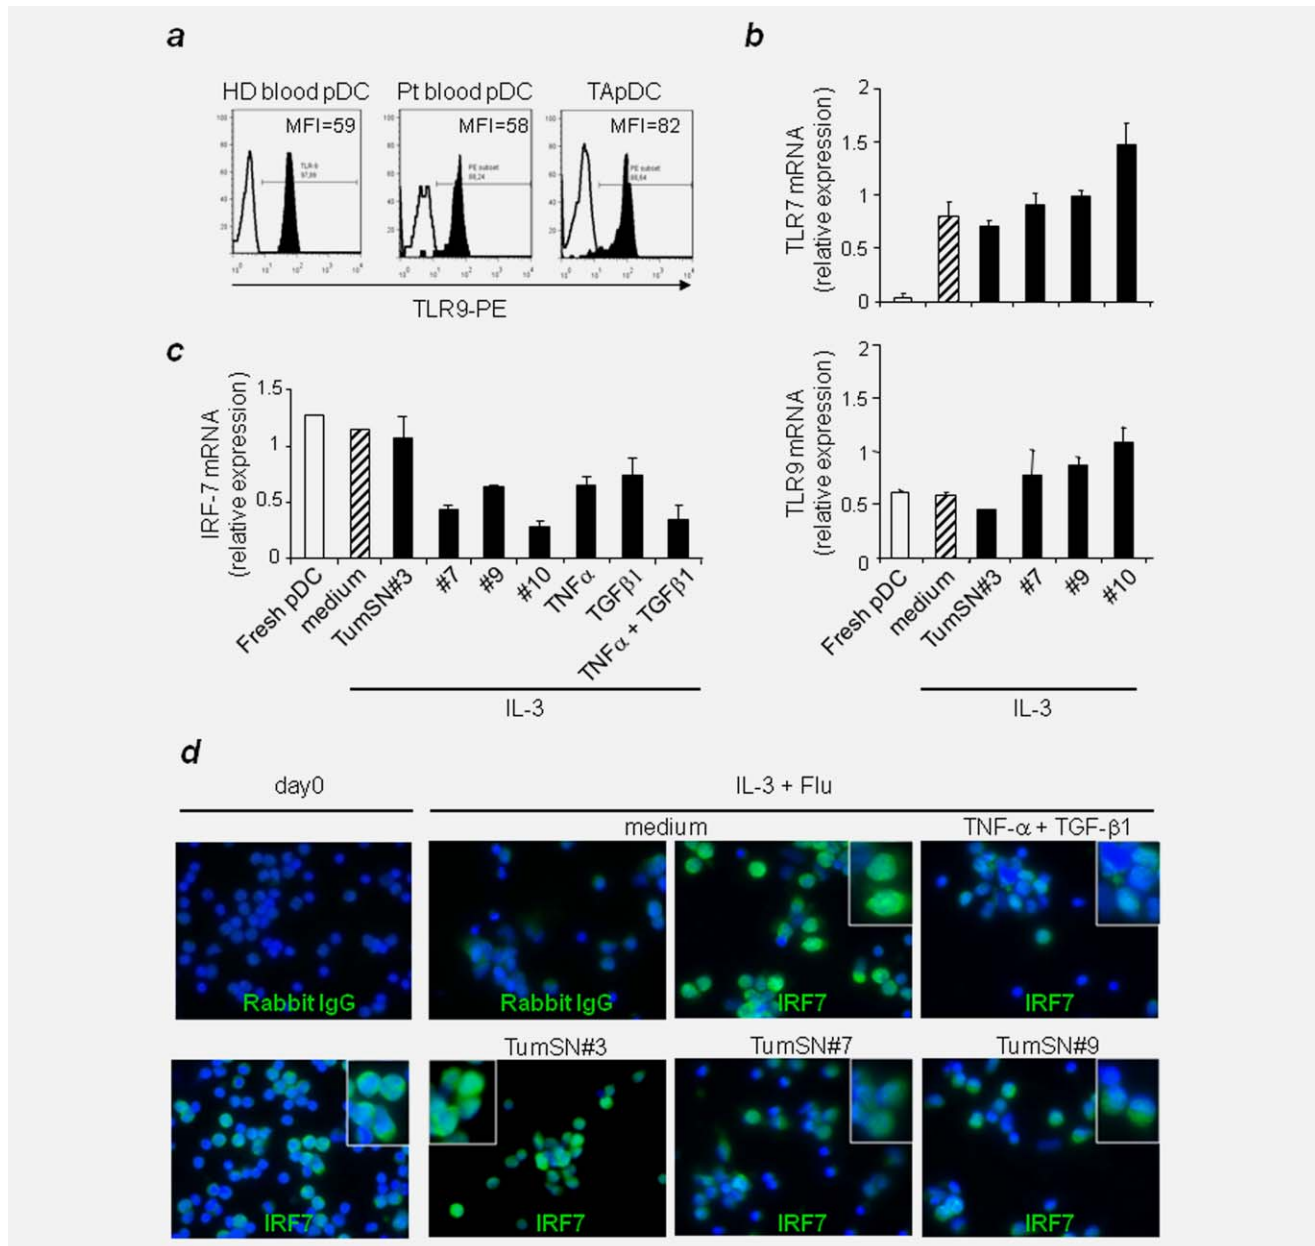 a
HD blood pDC Pt blood pDC TApDC
MFI=59 MFI=58 MFI=82
TLR9-PE
b
2
1.5
1
0.5
0
TLR7 mRNA
(relative expression)
c
1.5
1
0.5
0
IRF-7 mRNA
(relative expression)
Fresh pDC
medium
TumSN#3
#7
#9
#10
TNFα
TGFβ1
TNFα + TGFβ1
IL-3
2
1.5
1
0.5
0
TLR9 mRNA
(relative expression)
Fresh pDC
medium
TumSN#3
#7
#9
#10
IL-3
d
day0 IL-3 + Flu
medium TNF-α + TGF-β1
Rabbit IgG Rabbit IgG IRF7 IRF7
TumSN#3 TumSN#7 TumSN#9
IRF7 IRF7 IRF7 IRF7